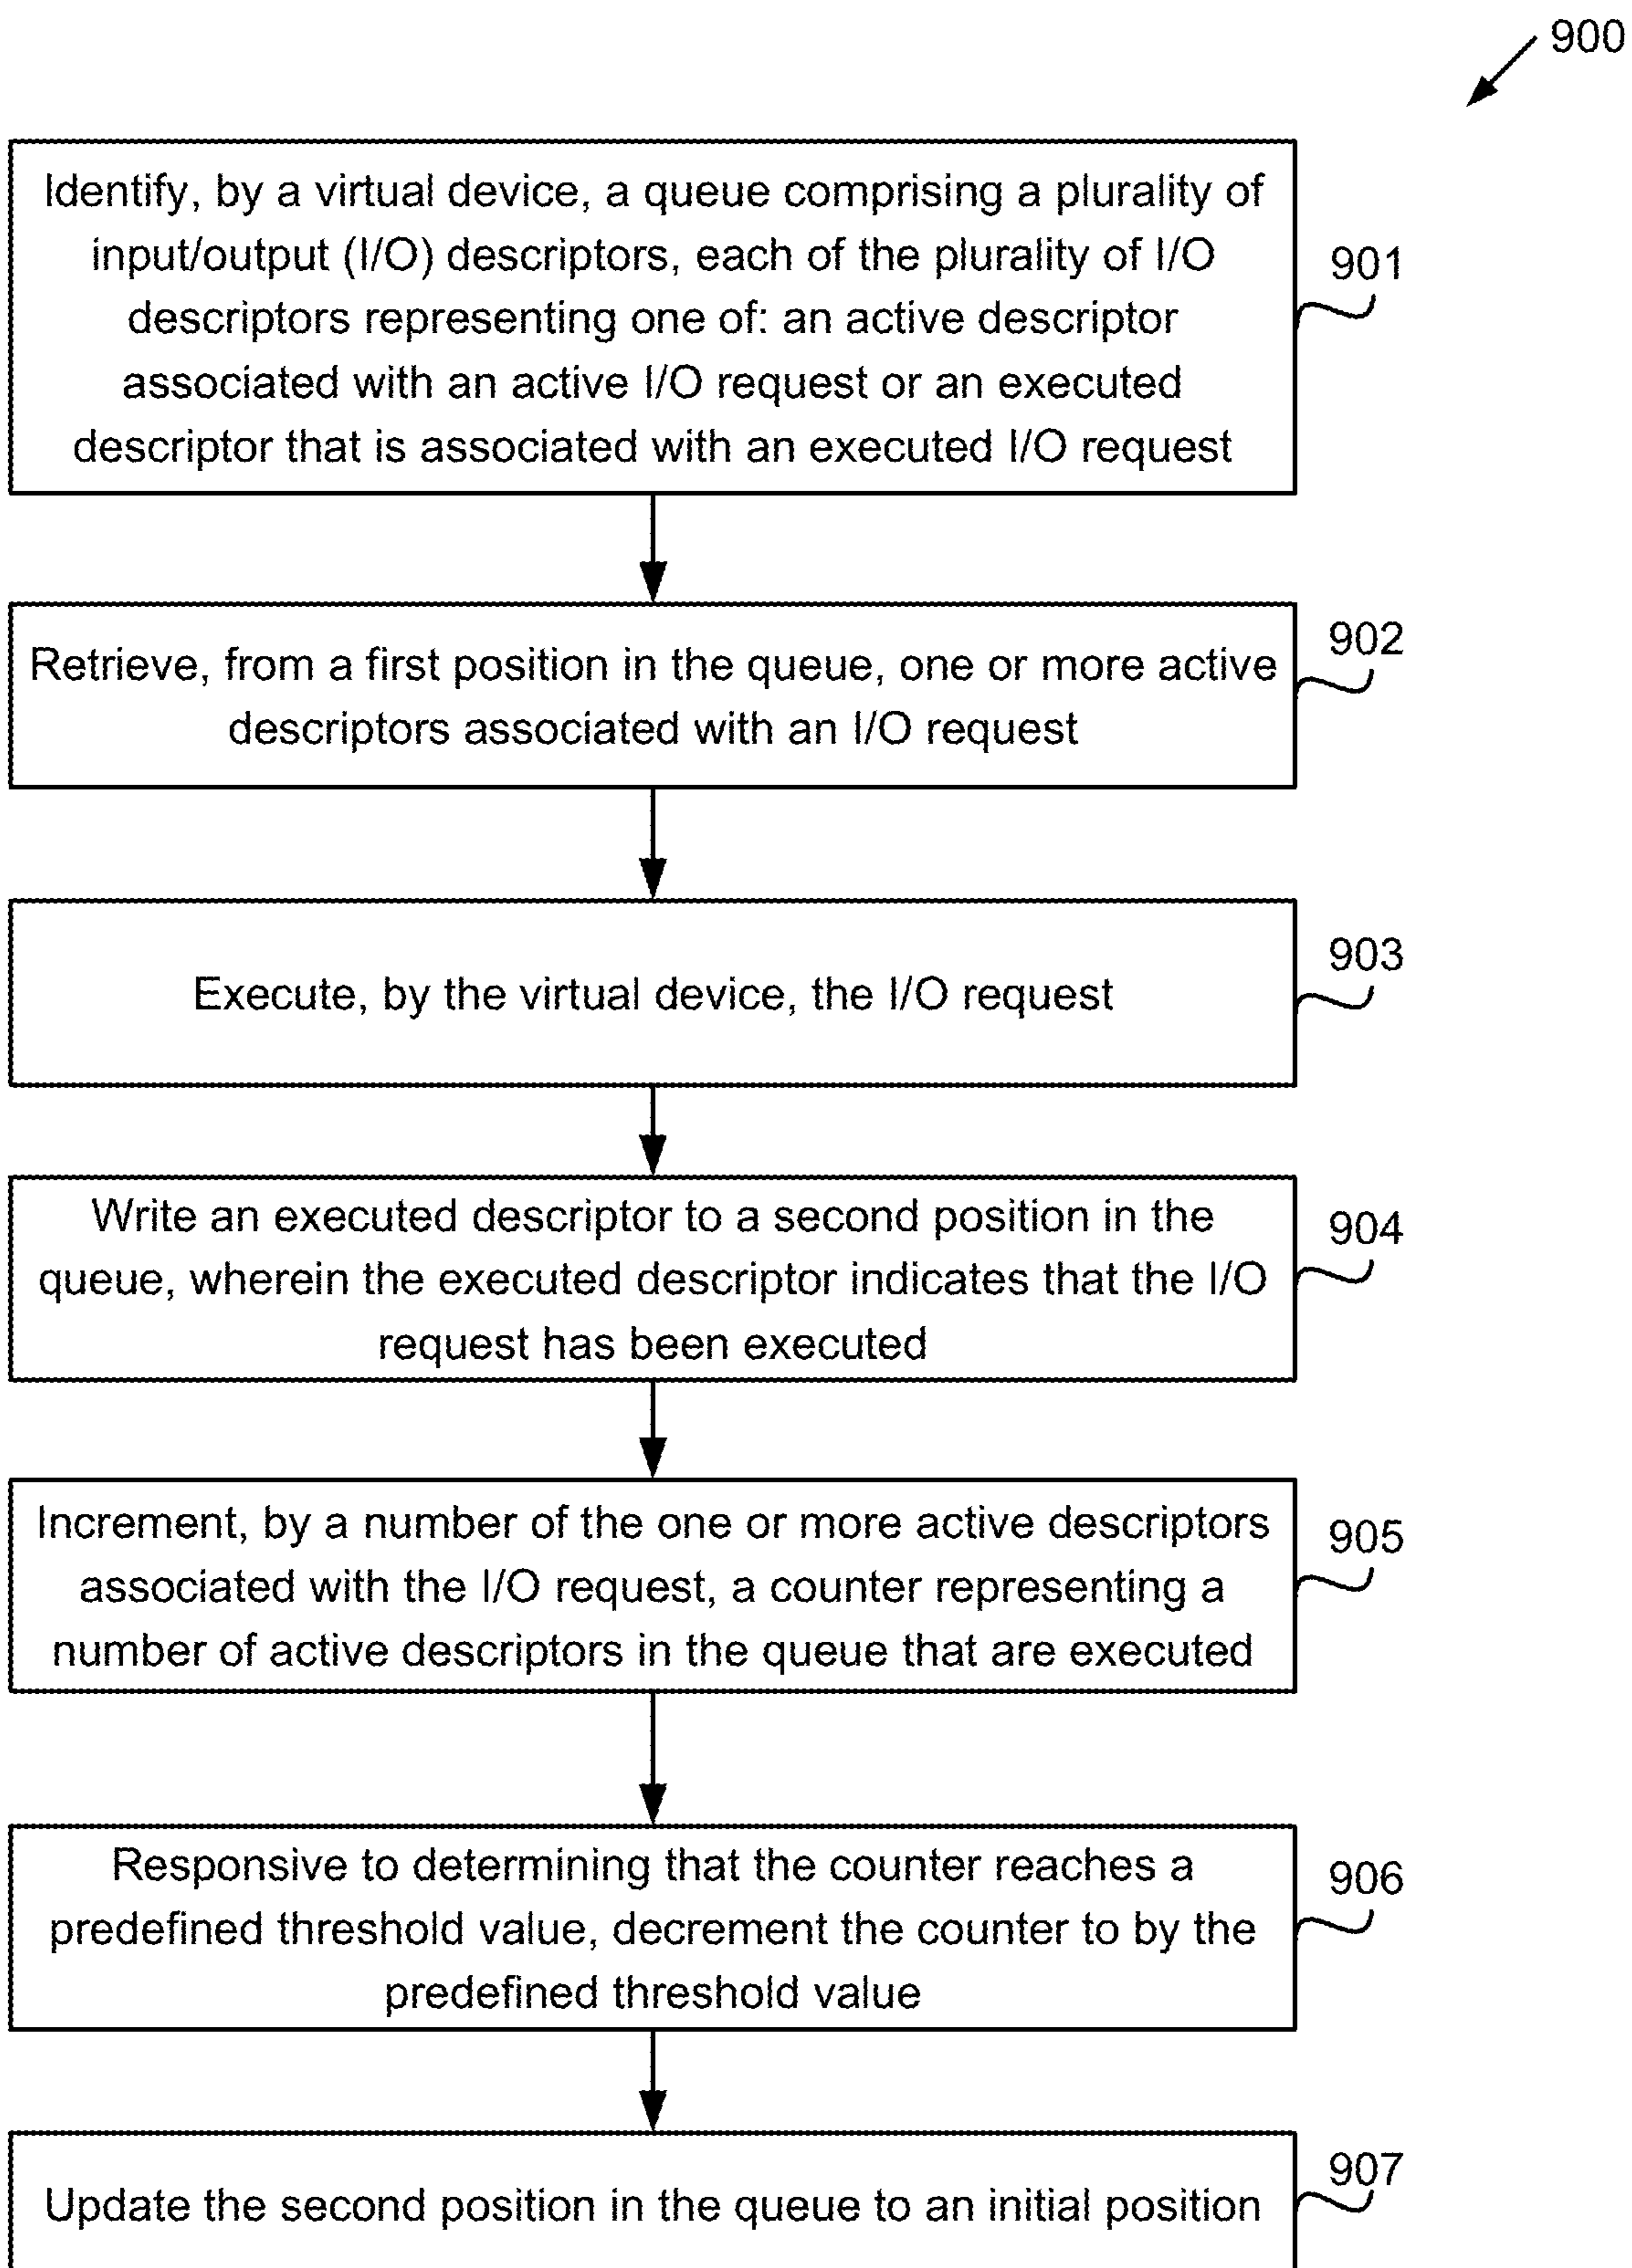 900
Identify, by a virtual device, a queue comprising a plurality of
input/output (I/O) descriptors, each of the plurality of I/O
descriptors representing one of: an active descriptor
associated with an active I/O request or an executed
descriptor that is associated with an executed I/O request
901
Retrieve, from a first position in the queue, one or more active
descriptors associated with an I/O request
902
Execute, by the virtual device, the I/O request
903
Write an executed descriptor to a second position in the
queue, wherein the executed descriptor indicates that the I/O
request has been executed
904
Increment, by a number of the one or more active descriptors
associated with the I/O request, a counter representing a
number of active descriptors in the queue that are executed
905
Responsive to determining that the counter reaches a
predefined threshold value, decrement the counter to by the
predefined threshold value
906
Update the second position in the queue to an initial position
907